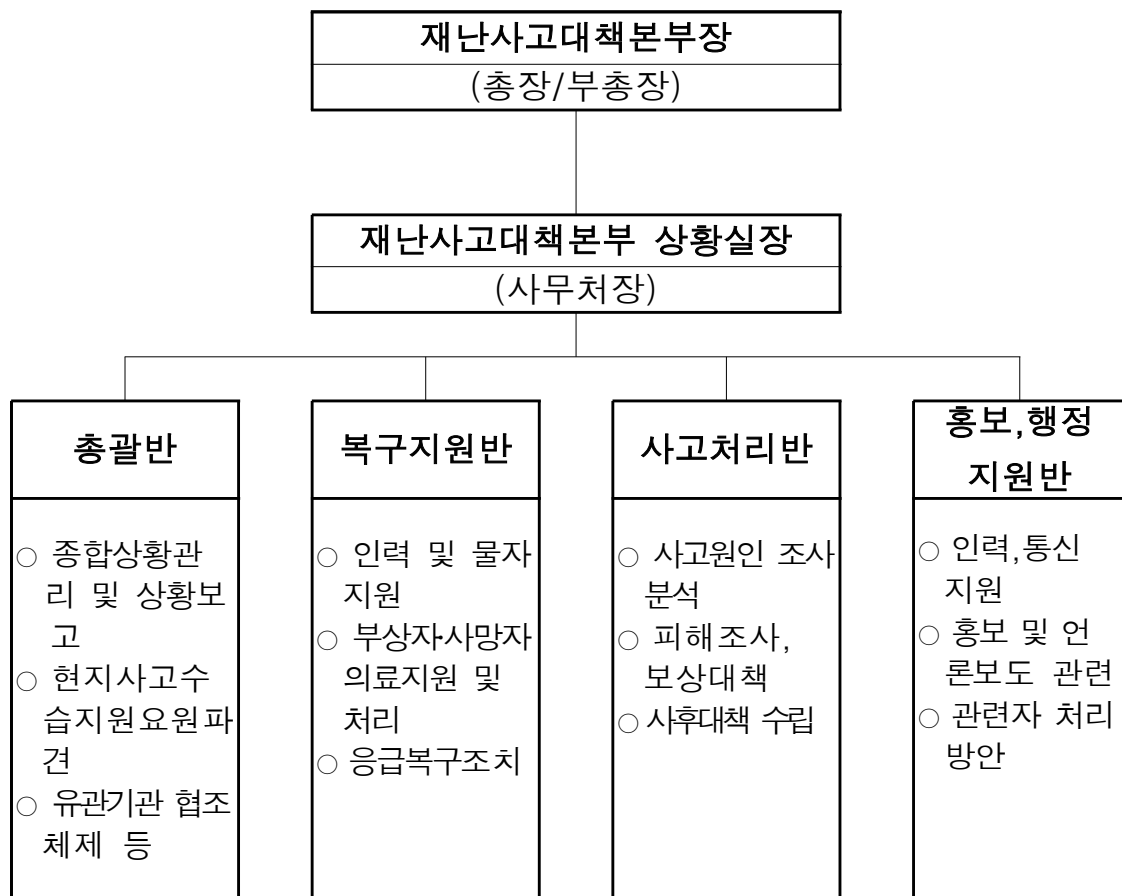 재난사고대책본부장
(총장/부총장)
재난사고대책본부 상황실장
(사무처장)
총괄반
○ 종합상황관
리 및 상황보
고
○ 현지사고수
습지원요원파
견
○ 유관기관 협조
체제 등
복구지원반
○ 인력 및 물자
지원
○ 부상자·사망자
의료지원 및
처리
○ 응급복구조치
사고처리반
○ 사고원인 조사
분석
○ 피해조사,
보상대책
○ 사후대책 수립
홍보,행정
지원반
○ 인력,통신
지원
○ 홍보 및 언
론보도 관련
○ 관련자 처리
방안